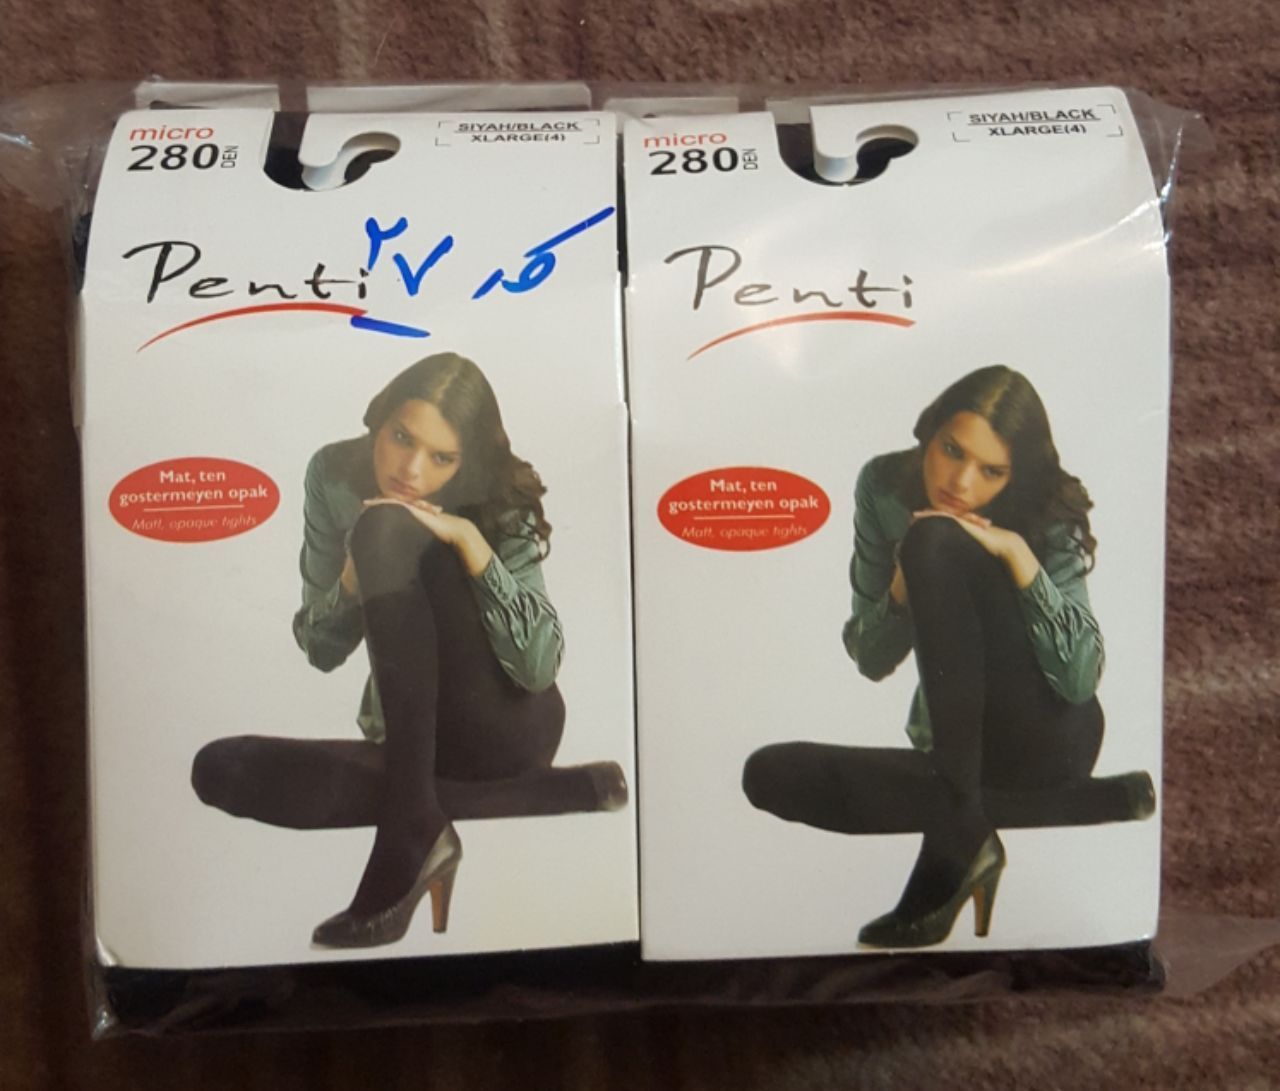 micro
280 DEN
SIYAH/BLACK
XLARGE(4)
Penti
کد ۲۷
Mat, ten
gostermeyen opak
Matt, opaque tights
micro
280 DEN
SIYAH/BLACK
XLARGE(4)
Penti
Mat, ten
gostermeyen opak
Matt, opaque tights